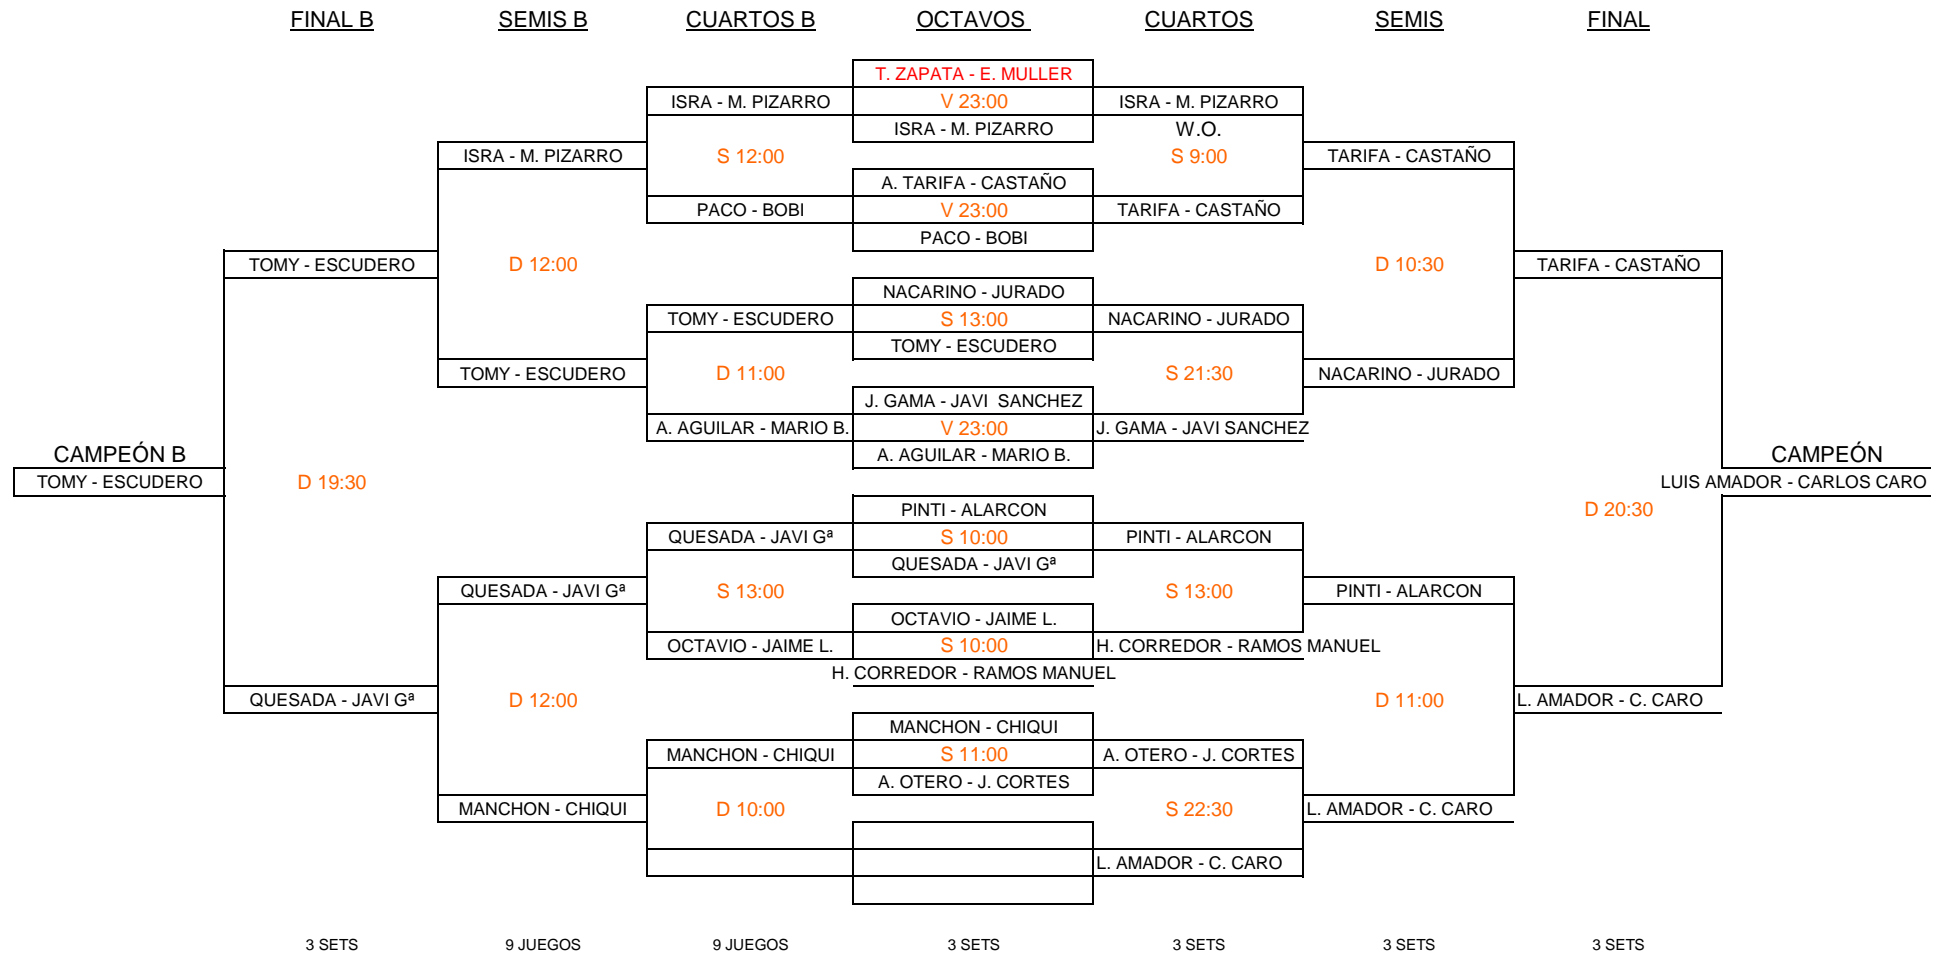 FINAL B SEMIS B CUARTOS B OCTAVOS CUARTOS SEMIS FINAL
T. ZAPATA - E. MULLER
ISRA - M. PIZARRO V 23:00 ISRA - M. PIZARRO
ISRA - M. PIZARRO W.O.
ISRA - M. PIZARRO S 12:00 S 9:00 TARIFA - CASTAÑO
A. TARIFA - CASTAÑO
PACO - BOBI V 23:00 TARIFA - CASTAÑO
PACO - BOBI
TOMY - ESCUDERO D 12:00 D 10:30 TARIFA - CASTAÑO
NACARINO - JURADO
TOMY - ESCUDERO S 13:00 NACARINO - JURADO
TOMY - ESCUDERO
TOMY - ESCUDERO D 11:00 S 21:30 NACARINO - JURADO
J. GAMA - JAVI SANCHEZ
A. AGUILAR - MARIO B. V 23:00 J. GAMA - JAVI SANCHEZ
CAMPEÓN B A. AGUILAR - MARIO B. CAMPEÓN
TOMY - ESCUDERO D 19:30 LUIS AMADOR - CARLOS CARO
PINTI - ALARCON D 20:30
QUESADA - JAVI Gª S 10:00 PINTI - ALARCON
QUESADA - JAVI Gª
QUESADA - JAVI Gª S 13:00 S 13:00 PINTI - ALARCON
OCTAVIO - JAIME L.
OCTAVIO - JAIME L. S 10:00 H. CORREDOR - RAMOS MANUEL
H. CORREDOR - RAMOS MANUEL
QUESADA - JAVI Gª D 12:00 D 11:00 L. AMADOR - C. CARO
MANCHON - CHIQUI
MANCHON - CHIQUI S 11:00 A. OTERO - J. CORTES
A. OTERO - J. CORTES
MANCHON - CHIQUI D 10:00 S 22:30 L. AMADOR - C. CARO
L. AMADOR - C. CARO
3 SETS 9 JUEGOS 9 JUEGOS 3 SETS 3 SETS 3 SETS 3 SETS